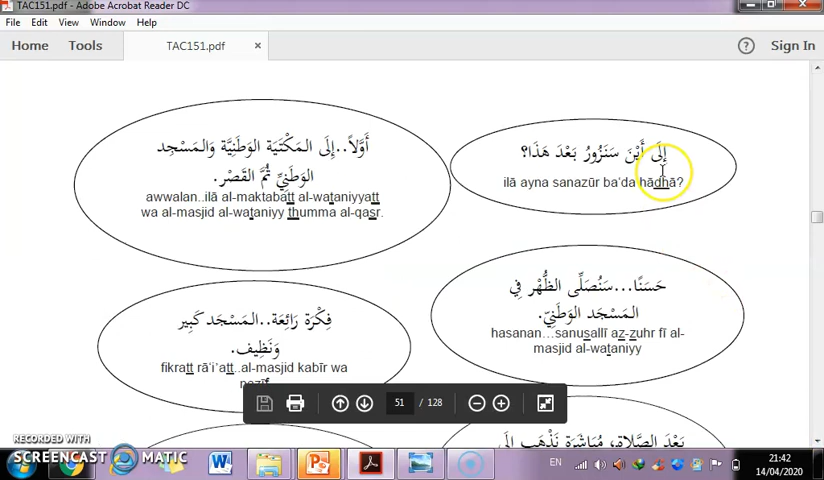 TAC151.pdf - Adobe Acrobat Reader DC
File Edit View Window Help
Home Tools TAC151.pdf × ? Sign In
إِلَى أَيْنَ سَنَزُورُ بَعْدَ هَذَا؟
ilā ayna sanazūr ba‘da hādhā?
أَوَّلاً..إِلَى المَكْتَيَة الوَطَنِيَّة وَالمَسْجِد
الوَطَنِيِّ ثُمَّ القَصْر.
awwalan..ilā al-maktabatt al-wataniyyatt
wa al-masjid al-wataniyy thumma al-qasr.
حَسَنًا...سَنُصَلِّى الظُّهْر فِي
المَسْجَد الوَطَنِيّ.
hasanan...sanusallī az-zuhr fī al-
masjid al-wataniyy
فِكْرَة رَائِعَة..المَسْجَد كَبِير
وَنَظِيف.
fikratt rā‘i‘att..al-masjid kabīr wa
بَعْدَ الصَّلَاة، مُبَاشَرَة نَذْهَب إِلَى
51 / 128
RECORDED WITH
SCREENCAST MATIC
EN
21:42
14/04/2020